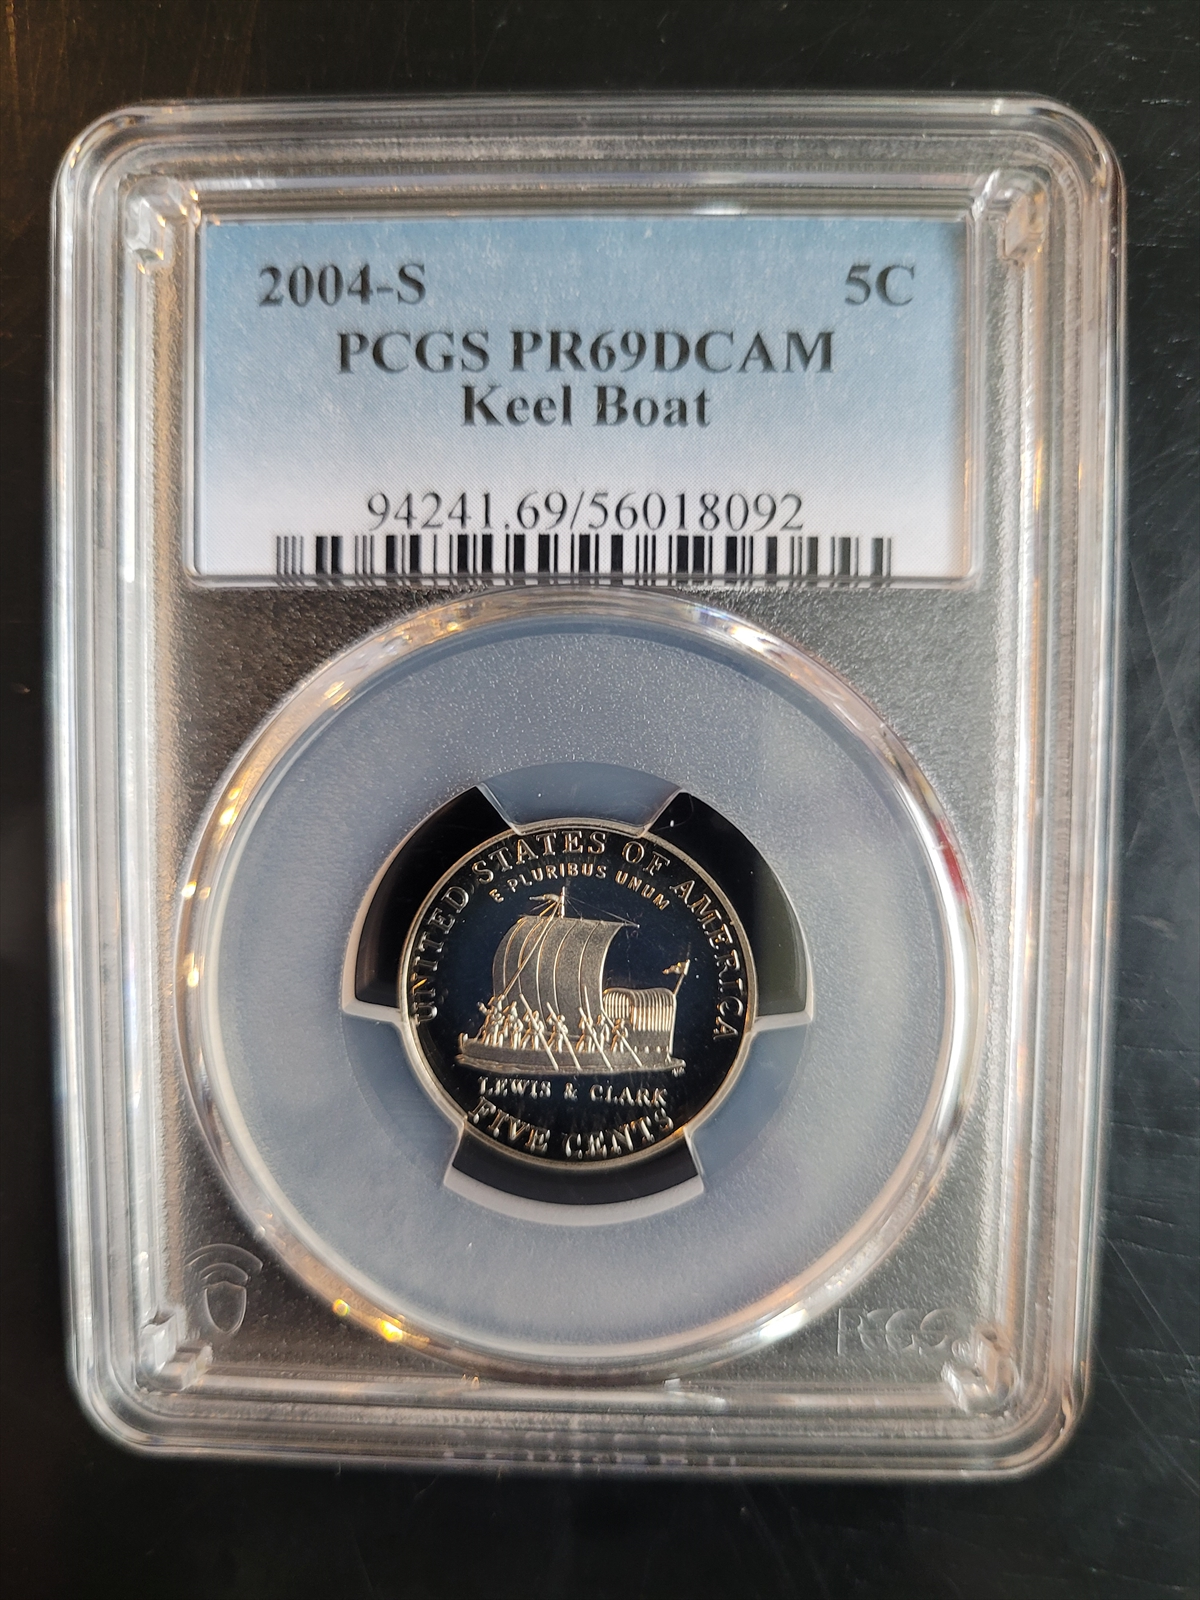 2004-S 5C
PCGS PR69DCAM
Keel Boat
94241.69/56018092
UNITED STATES OF AMERICA
E PLURIBUS UNUM
LEWIS & CLARK
FIVE CENTS
PCGS